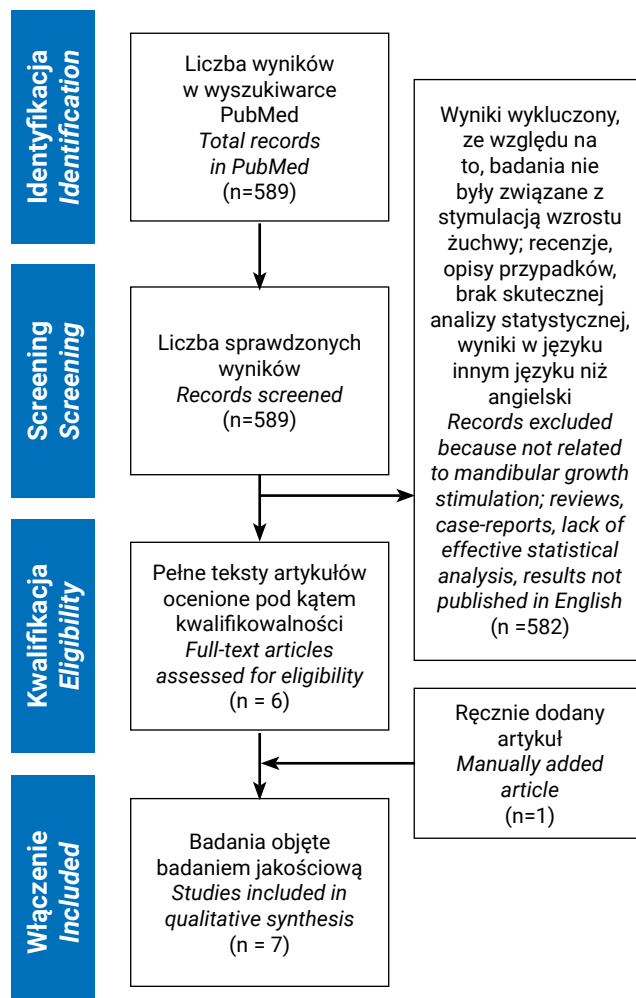 Identyfikacja
Identification
Liczba wyników
w wyszukiwarce
PubMed
Total records
in PubMed
(n=589)
Wyniki wykluczony,
ze względu na
to, badania nie
były związane z
stymulacją wzrostu
żuchwy; recenzje,
opisy przypadków,
brak skutecznej
analizy statystycznej,
wyniki w języku
innym języku niż
angielski
Records excluded
because not related
to mandibular growth
stimulation; reviews,
case-reports, lack of
effective statistical
analysis, results not
published in English
(n =582)
Screening
Screening
Liczba sprawdzonych
wyników
Records screened
(n=589)
Kwalifikacja
Eligibility
Pełne teksty artykułów
ocenione pod kątem
kwalifikowalności
Full-text articles
assessed for eligibility
(n = 6)
Ręcznie dodany
artykuł
Manually added
article
(n=1)
Włączenie
Included
Badania objęte
badaniem jakościową
Studies included in
qualitative synthesis
(n = 7)